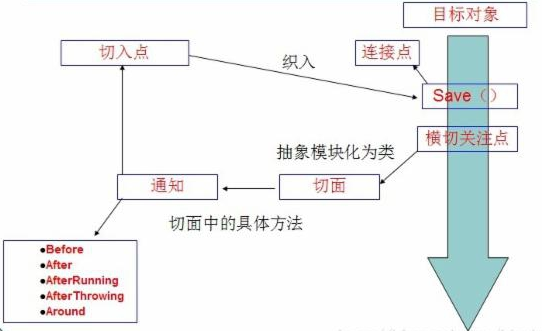 目标对象
切入点
连接点
织入
Save（）
横切关注点
抽象模块化为类
通知
切面
切面中的具体方法
●Before
●After
●AfterRunning
●AfterThrowing
●Around